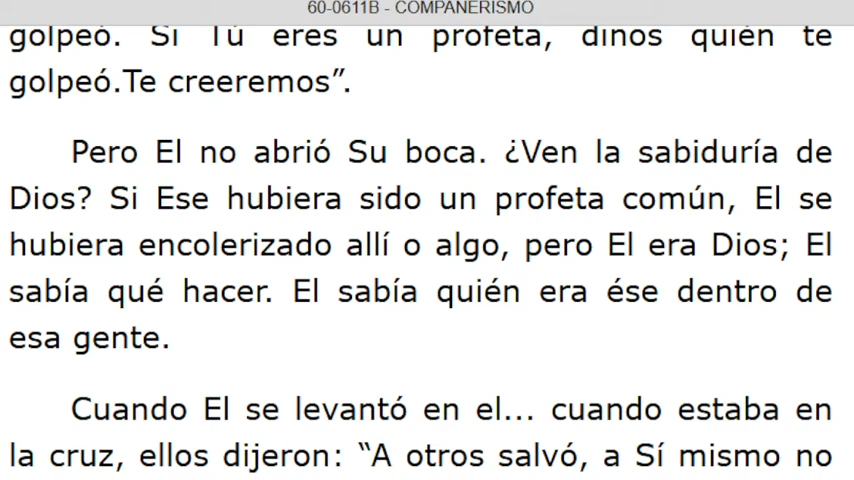 60-0611B - COMPANERISMO
golpeó. Si Tú eres un profeta, dinos quién te
golpeó.Te creeremos”.
Pero El no abrió Su boca. ¿Ven la sabiduría de
Dios? Si Ese hubiera sido un profeta común, El se
hubiera encolerizado allí o algo, pero El era Dios; El
sabía qué hacer. El sabía quién era ése dentro de
esa gente.
Cuando El se levantó en el... cuando estaba en
la cruz, ellos dijeron: “A otros salvó, a Sí mismo no